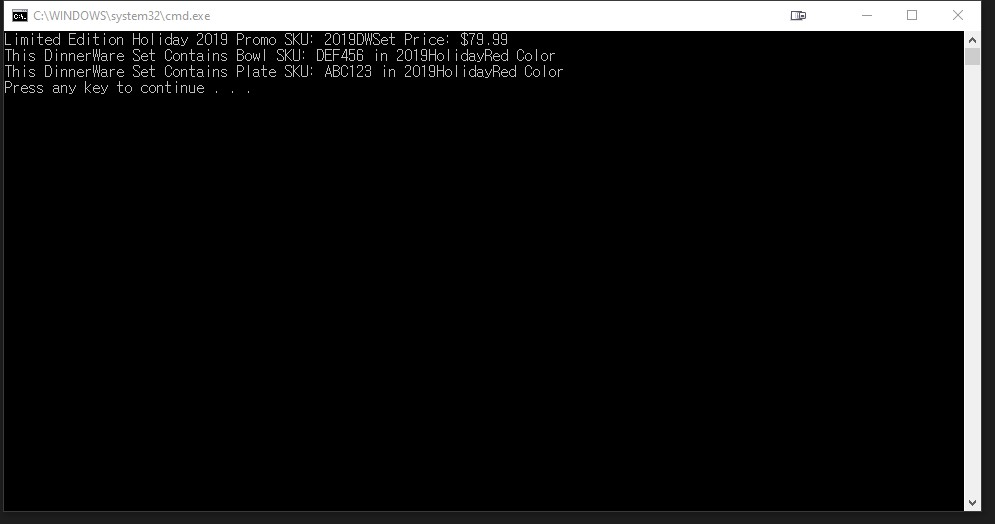 C:\WINDOWS\system32\cmd.exe
Limited Edition Holiday 2019 Promo SKU: 2019DWSet Price: $79.99
This DinnerWare Set Contains Bowl SKU: DEF456 in 2019HolidayRed Color
This DinnerWare Set Contains Plate SKU: ABC123 in 2019HolidayRed Color
Press any key to continue . . .